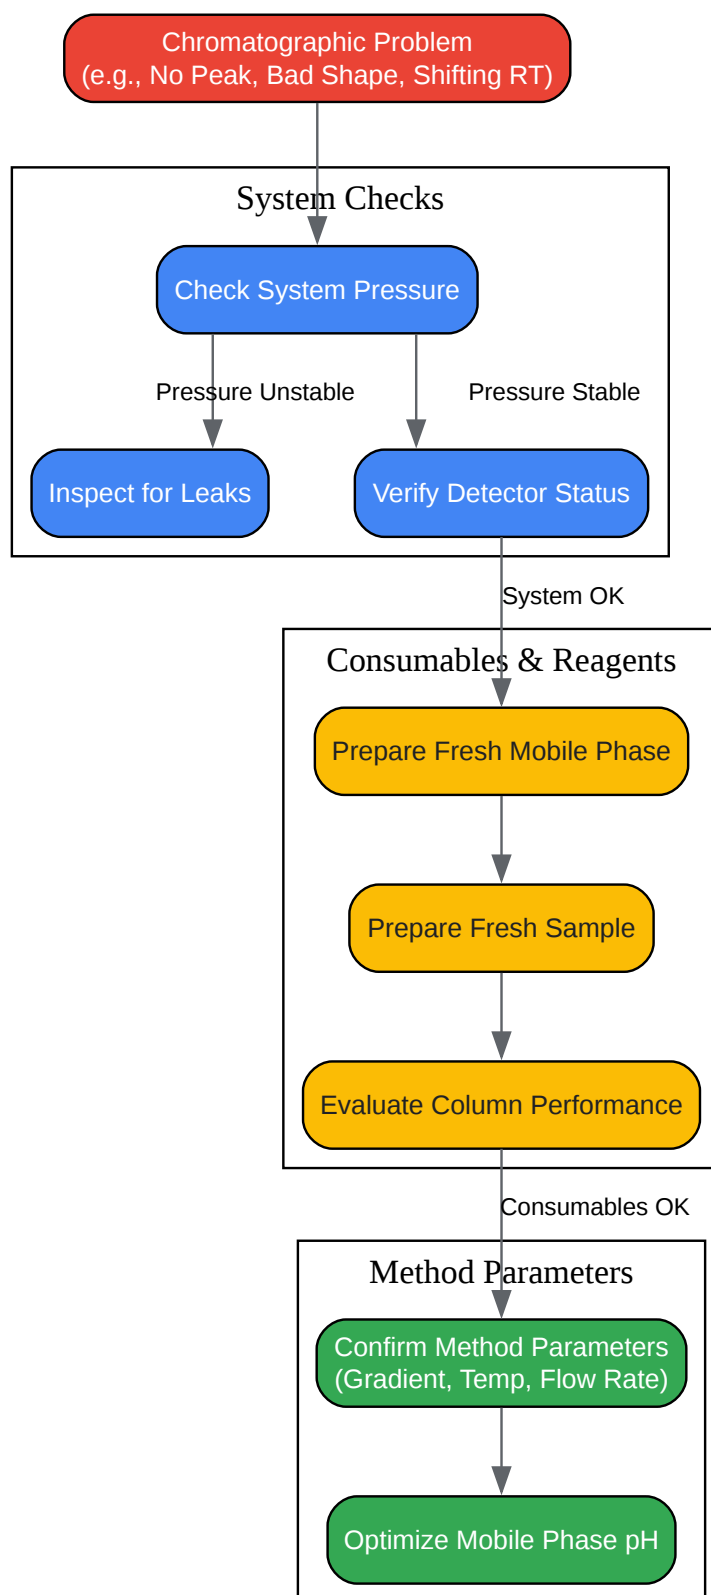 Chromatographic Problem
(e.g., No Peak, Bad Shape, Shifting RT)
System Checks
Check System Pressure
Pressure Unstable
Pressure Stable
Inspect for Leaks
Verify Detector Status
System OK
Consumables & Reagents
Prepare Fresh Mobile Phase
Prepare Fresh Sample
Evaluate Column Performance
Consumables OK
Method Parameters
Confirm Method Parameters
(Gradient, Temp, Flow Rate)
Optimize Mobile Phase pH